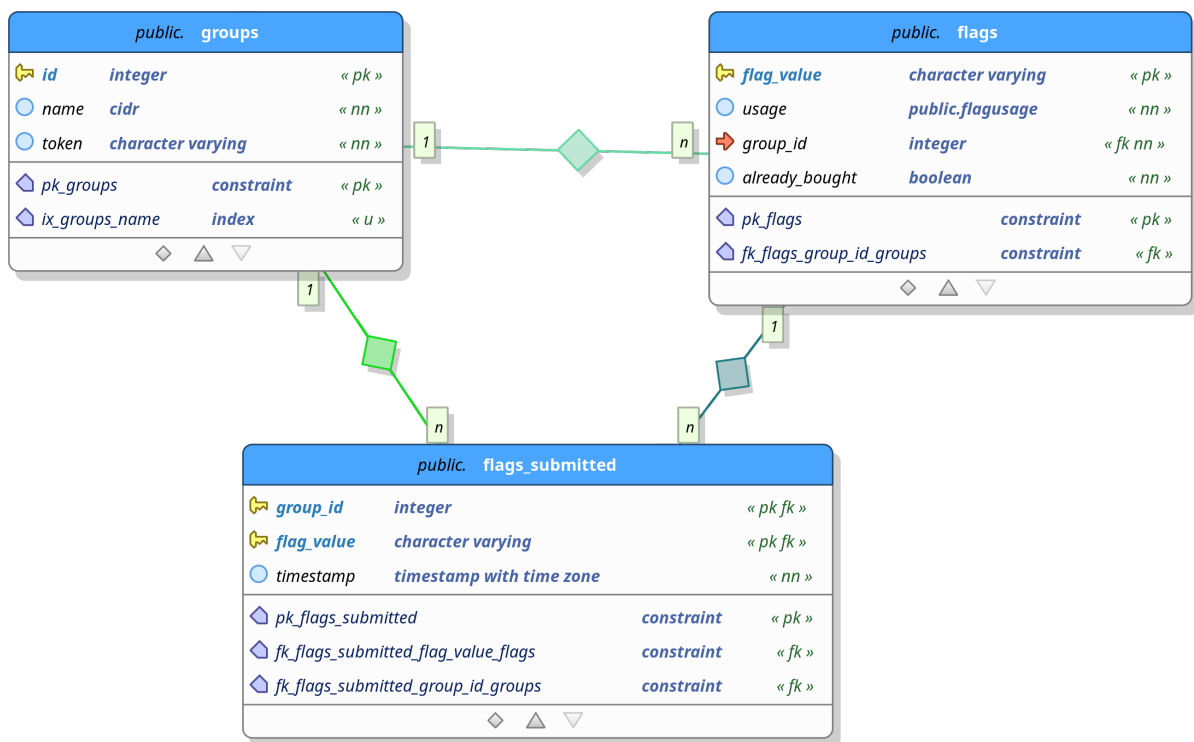 public. groups
id integer « pk »
name cidr « nn »
token character varying « nn »
pk_groups constraint « pk »
ix_groups_name index « u »
public. flags
flag_value character varying « pk »
usage public.flagusage « nn »
group_id integer « fk nn »
already_bought boolean « nn »
pk_flags constraint « pk »
fk_flags_group_id_groups constraint « fk »
1
n
1
n
1
n
public. flags_submitted
group_id integer « pk fk »
flag_value character varying « pk fk »
timestamp timestamp with time zone « nn »
pk_flags_submitted constraint « pk »
fk_flags_submitted_flag_value_flags constraint « fk »
fk_flags_submitted_group_id_groups constraint « fk »